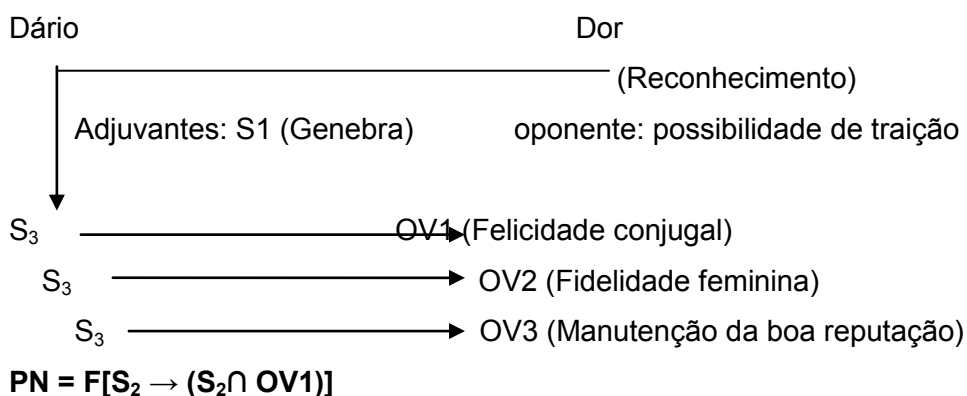 Dário Dor
(Reconhecimento)
Adjuvantes: S1 (Genebra) oponente: possibilidade de traição
S₃ OV1 (Felicidade conjugal)
S₃ OV2 (Fidelidade feminina)
S₃ OV3 (Manutenção da boa reputação)
PN = F[S₂ → (S₂∩ OV1)]